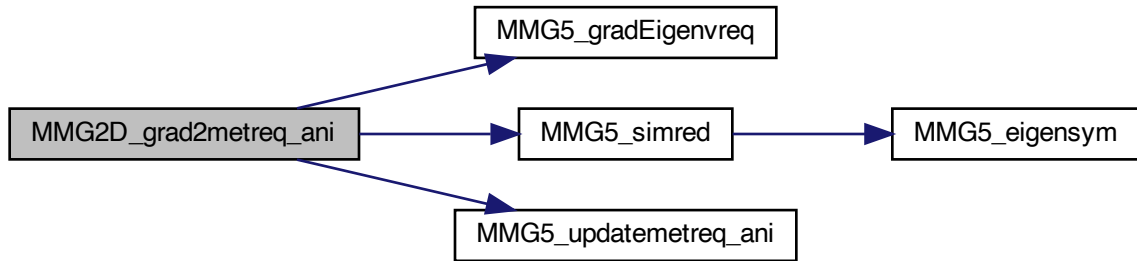 MMG5_gradEigenvreq
MMG2D_grad2metreq_ani
MMG5_simred
MMG5_eigensym
MMG5_updatemetreq_ani